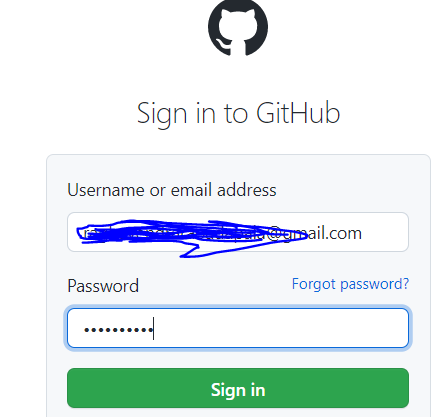 Sign in to GitHub
Username or email address
@gmail.com
Password
Forgot password?
Sign in